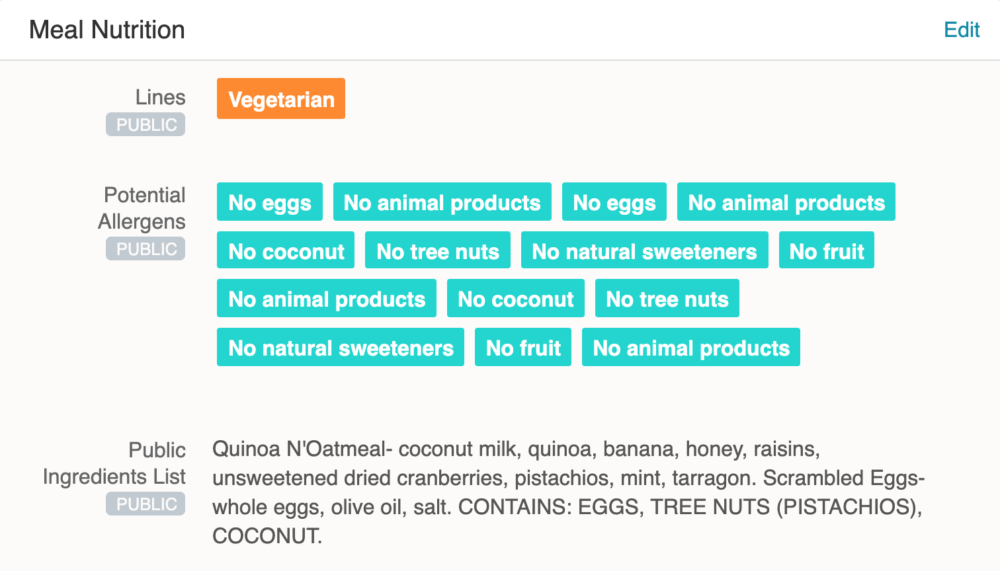 Meal Nutrition Edit
Lines
PUBLIC
Vegetarian
Potential
Allergens
PUBLIC
No eggs No animal products No eggs No animal products
No coconut No tree nuts No natural sweeteners No fruit
No animal products No coconut No tree nuts
No natural sweeteners No fruit No animal products
Public
Ingredients List
PUBLIC
Quinoa N'Oatmeal- coconut milk, quinoa, banana, honey, raisins,
unsweetened dried cranberries, pistachios, mint, tarragon. Scrambled Eggs-
whole eggs, olive oil, salt. CONTAINS: EGGS, TREE NUTS (PISTACHIOS),
COCONUT.